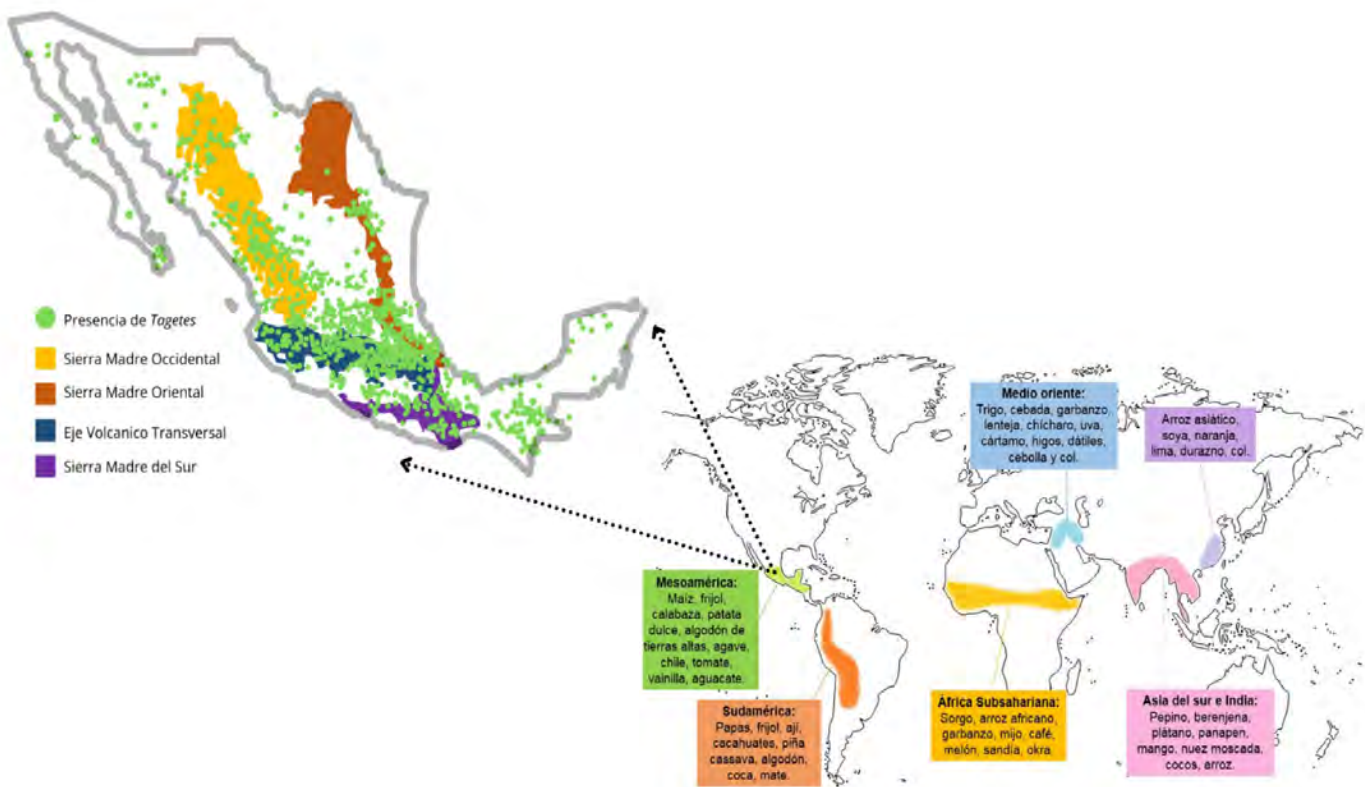 Presencia de Tagetes
Sierra Madre Occidental
Sierra Madre Oriental
Eje Volcanico Transversal
Sierra Madre del Sur
Medio oriente:
Trigo, cebada, garbanzo,
lenteja, chícharo, uva,
cártamo, higos, dátiles,
cebolla y col.
Arroz asiático,
soya, naranja,
lima, durazno, col.
Mesoamérica:
Maíz, frijol,
calabaza, patata
dulce, algodón de
tierras altas, agave,
chile, tomate,
vainilla, aguacate.
Sudamérica:
Papas, frijol, ají,
cacahuates, piña
cassava, algodón,
coca, mate.
África Subsahariana:
Sorgo, arroz africano,
garbanzo, mijo, café,
melón, sandía, okra.
Asia del sur e India:
Pepino, berenjena,
plátano, panapen,
mango, nuez moscada,
cocos, arroz.